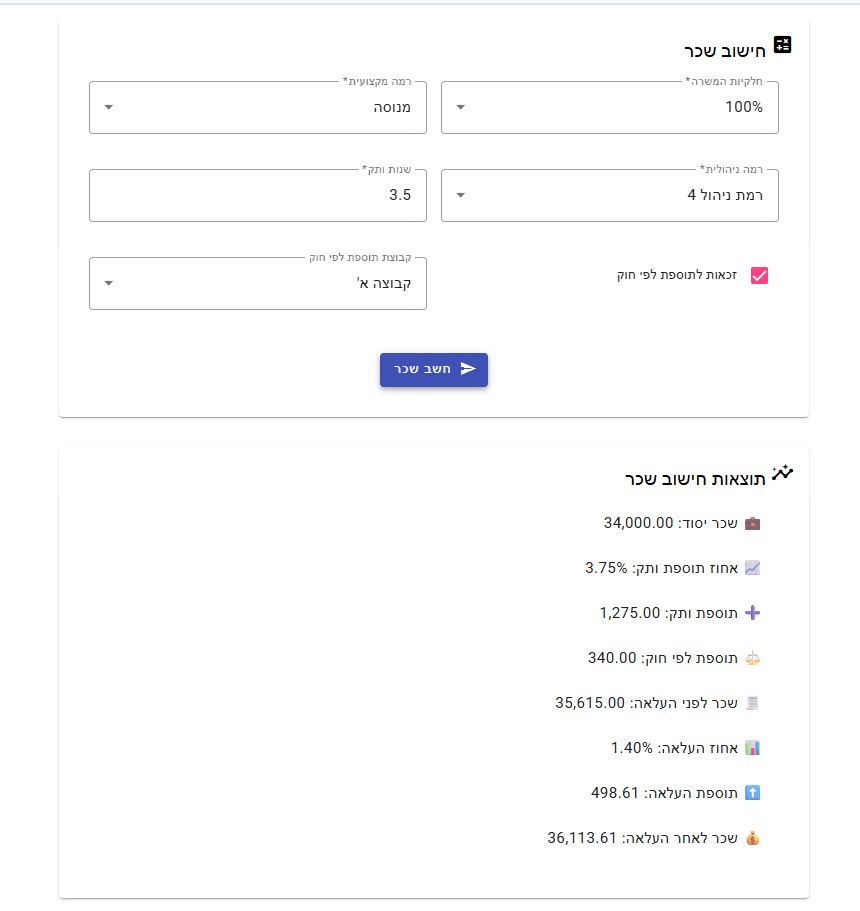 חישוב שכר
חלקיות המשרה*
100%
רמה מקצועית*
מנוסה
רמה ניהולית*
רמת ניהול 4
שנות ותק*
3.5
זכאות לתוספת לפי חוק
קבוצת תוספת לפי חוק
קבוצה א'
חשב שכר
תוצאות חישוב שכר
שכר יסוד: 34,000.00
אחוז תוספת ותק: 3.75%
תוספת ותק: 1,275.00
תוספת לפי חוק: 340.00
שכר לפני העלאה: 35,615.00
אחוז העלאה: 1.40%
תוספת העלאה: 498.61
שכר לאחר העלאה: 36,113.61